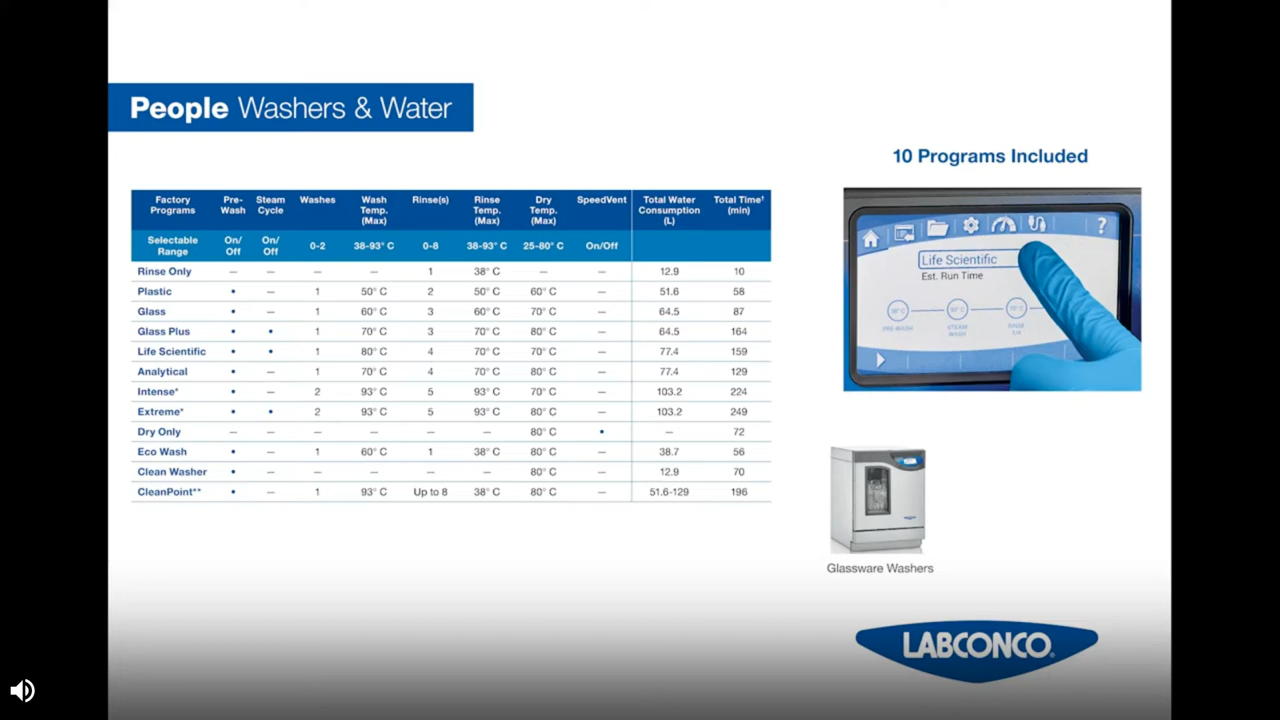 People Washers & Water
10 Programs Included
Factory Programs Pre-Wash Steam Cycle Washes Wash Temp. (Max) Rinse(s) Rinse Temp. (Max) Dry Temp. (Max) SpeedVent Total Water Consumption (L) Total Time† (min)
Selectable Range On/Off On/Off 0-2 38-93° C 0-8 38-93° C 25-80° C On/Off
Rinse Only — — — — 1 38° C — — 12.9 10
Plastic • — 1 50° C 2 50° C 60° C — 51.6 58
Glass • — 1 60° C 3 60° C 70° C — 64.5 87
Glass Plus • • 1 70° C 3 70° C 80° C — 64.5 164
Life Scientific • • 1 80° C 4 70° C 70° C — 77.4 159
Analytical • — 1 70° C 4 70° C 80° C — 77.4 129
Intense* • — 2 93° C 5 93° C 70° C — 103.2 224
Extreme* • • 2 93° C 5 93° C 80° C — 103.2 249
Dry Only — — — — — — 80° C • — 72
Eco Wash • — 1 60° C 1 38° C 80° C — 38.7 56
Clean Washer • — — — — — 80° C — 12.9 70
CleanPoint** • — 1 93° C Up to 8 38° C 80° C — 51.6-129 196
?
Life Scientific
Est. Run Time
PRE-WASH
STEAM WASH
RINSE
Glassware Washers
LABCONCO®